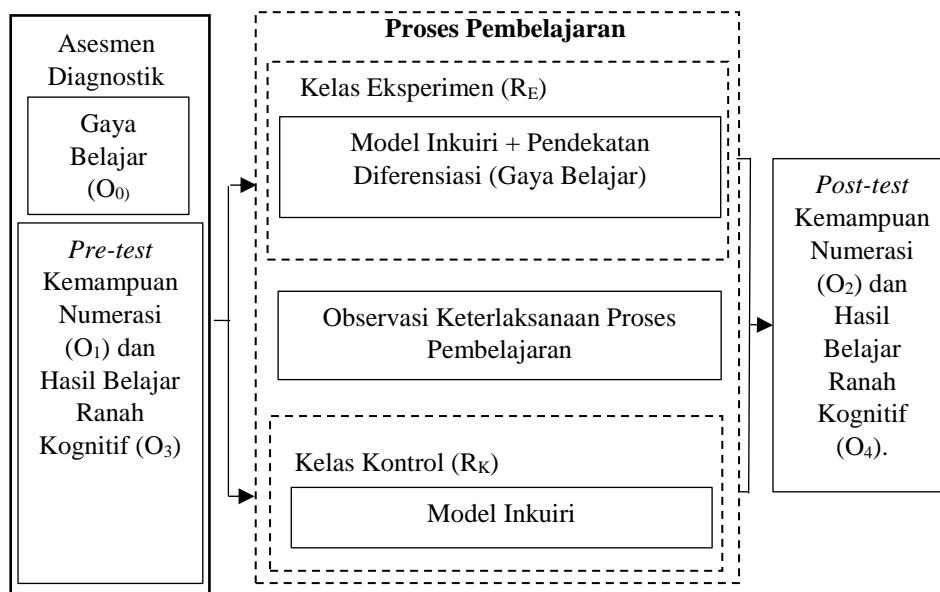 Asesmen
Diagnostik
Gaya
Belajar
(O₀)
Pre-test
Kemampuan
Numerasi
(O₁) dan
Hasil Belajar
Ranah
Kognitif (O₃)
Proses Pembelajaran
Kelas Eksperimen (R_E)
Model Inkuiri + Pendekatan
Diferensiasi (Gaya Belajar)
Observasi Keterlaksanaan Proses
Pembelajaran
Kelas Kontrol (R_K)
Model Inkuiri
Post-test
Kemampuan
Numerasi
(O₂) dan
Hasil
Belajar
Ranah
Kognitif
(O₄).